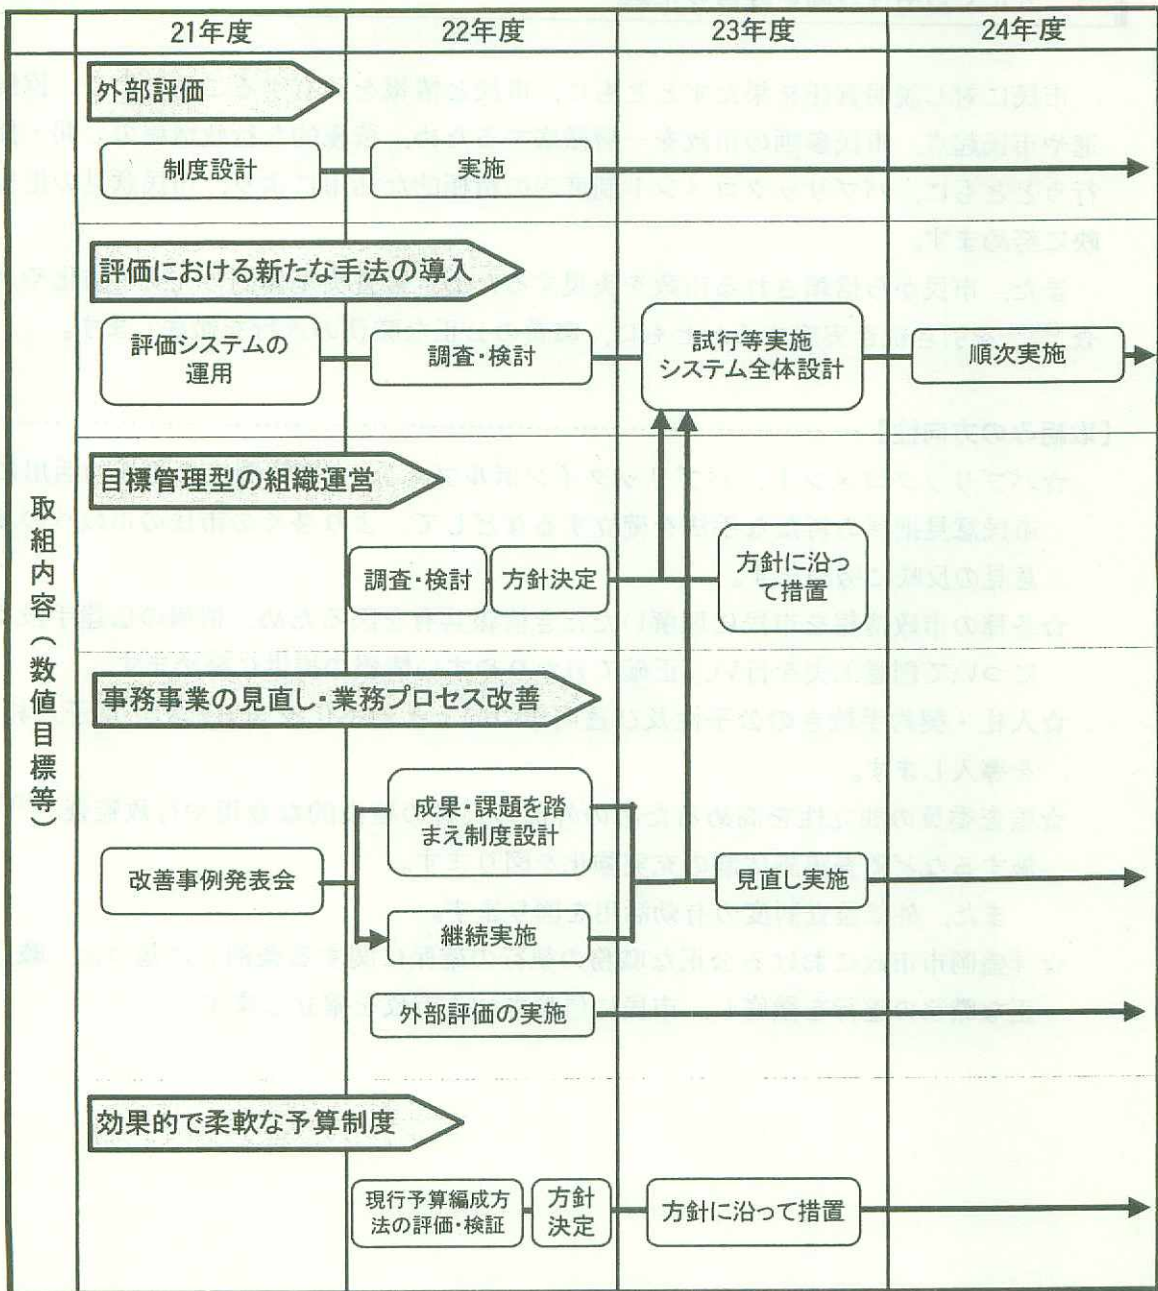 21年度
22年度
23年度
24年度
取組内容（数値目標等）
外部評価
制度設計
実施
評価における新たな手法の導入
評価システムの
運用
調査・検討
試行等実施
システム全体設計
順次実施
目標管理型の組織運営
調査・検討
方針決定
方針に沿っ
て措置
事務事業の見直し・業務プロセス改善
成果・課題を踏
まえ制度設計
改善事例発表会
見直し実施
継続実施
外部評価の実施
効果的で柔軟な予算制度
現行予算編成方
法の評価・検証
方針
決定
方針に沿って措置